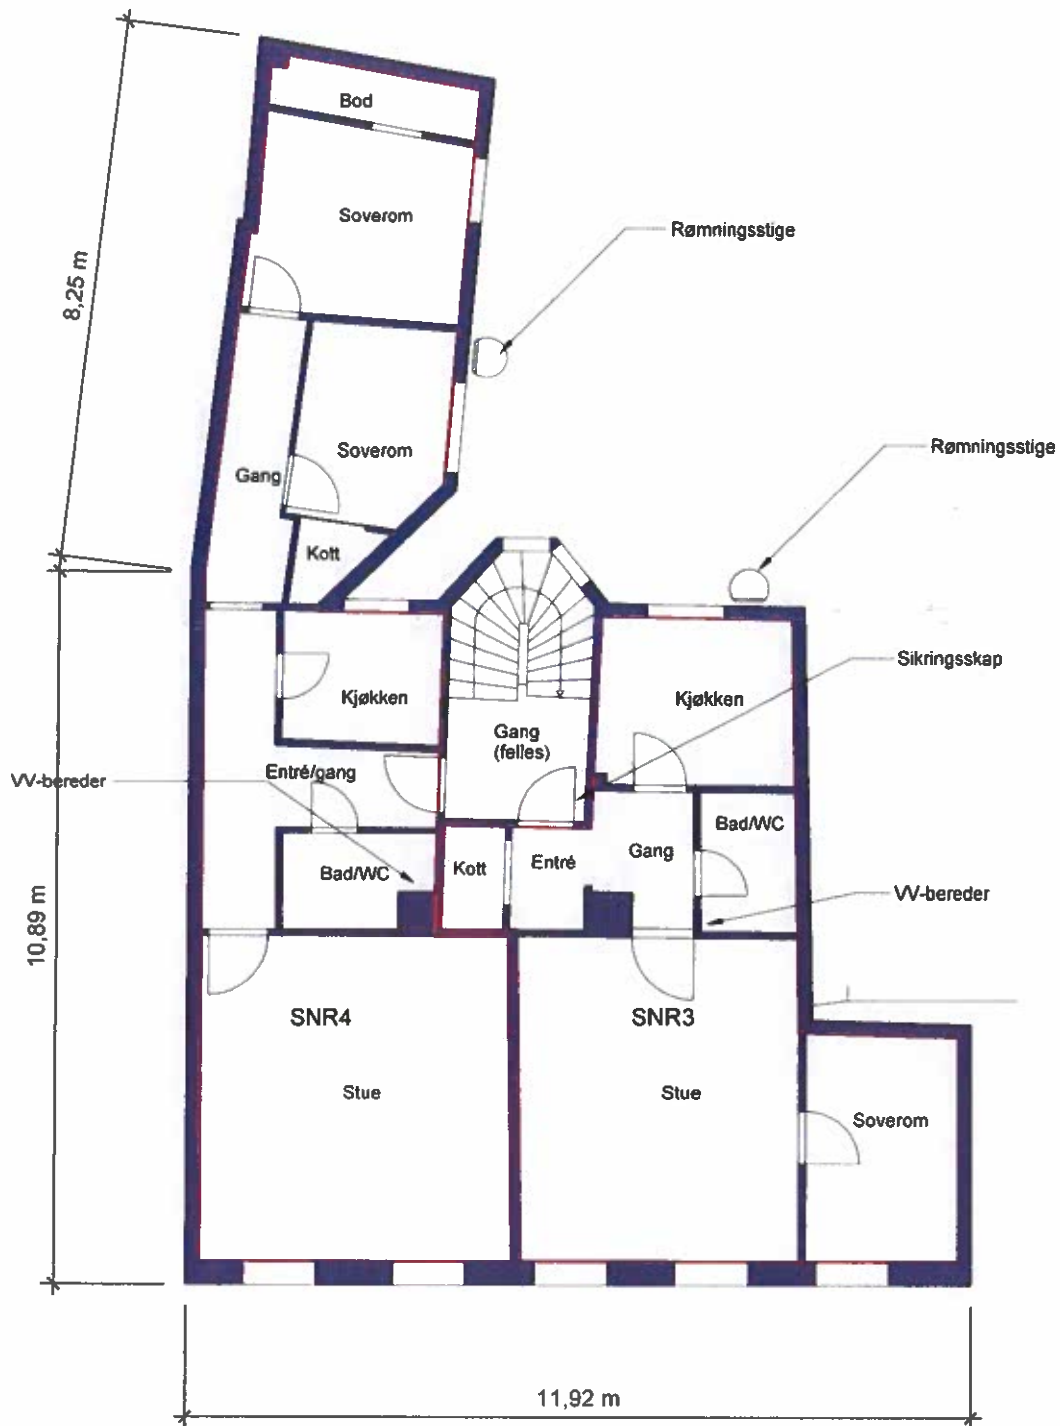 Bod
Soverom
Rømningsstige
8,25 m
Soverom
Gang
Rømningsstige
Kott
Sikringsskap
Kjøkken
Kjøkken
Gang
(felles)
VV-bereder
Entré/gang
Bad/WC
Gang
Entré
Kott
Bad/WC
VV-bereder
10,89 m
SNR4
SNR3
Stue
Stue
Soverom
11,92 m